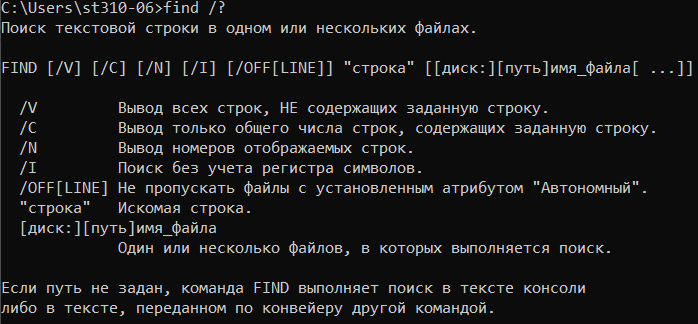 C:\Users\st310-06>find /?
Поиск текстовой строки в одном или нескольких файлах.
FIND [/V] [/C] [/N] [/I] [/OFF[LINE]] "строка" [[диск:][путь]имя_файла[ ...]]
/V Вывод всех строк, НЕ содержащих заданную строку.
/C Вывод только общего числа строк, содержащих заданную строку.
/N Вывод номеров отображаемых строк.
/I Поиск без учета регистра символов.
/OFF[LINE] Не пропускать файлы с установленным атрибутом "Автономный".
"строка" Искомая строка.
[диск:][путь]имя_файла
Один или несколько файлов, в которых выполняется поиск.
Если путь не задан, команда FIND выполняет поиск в тексте консоли
либо в тексте, переданном по конвейеру другой командой.